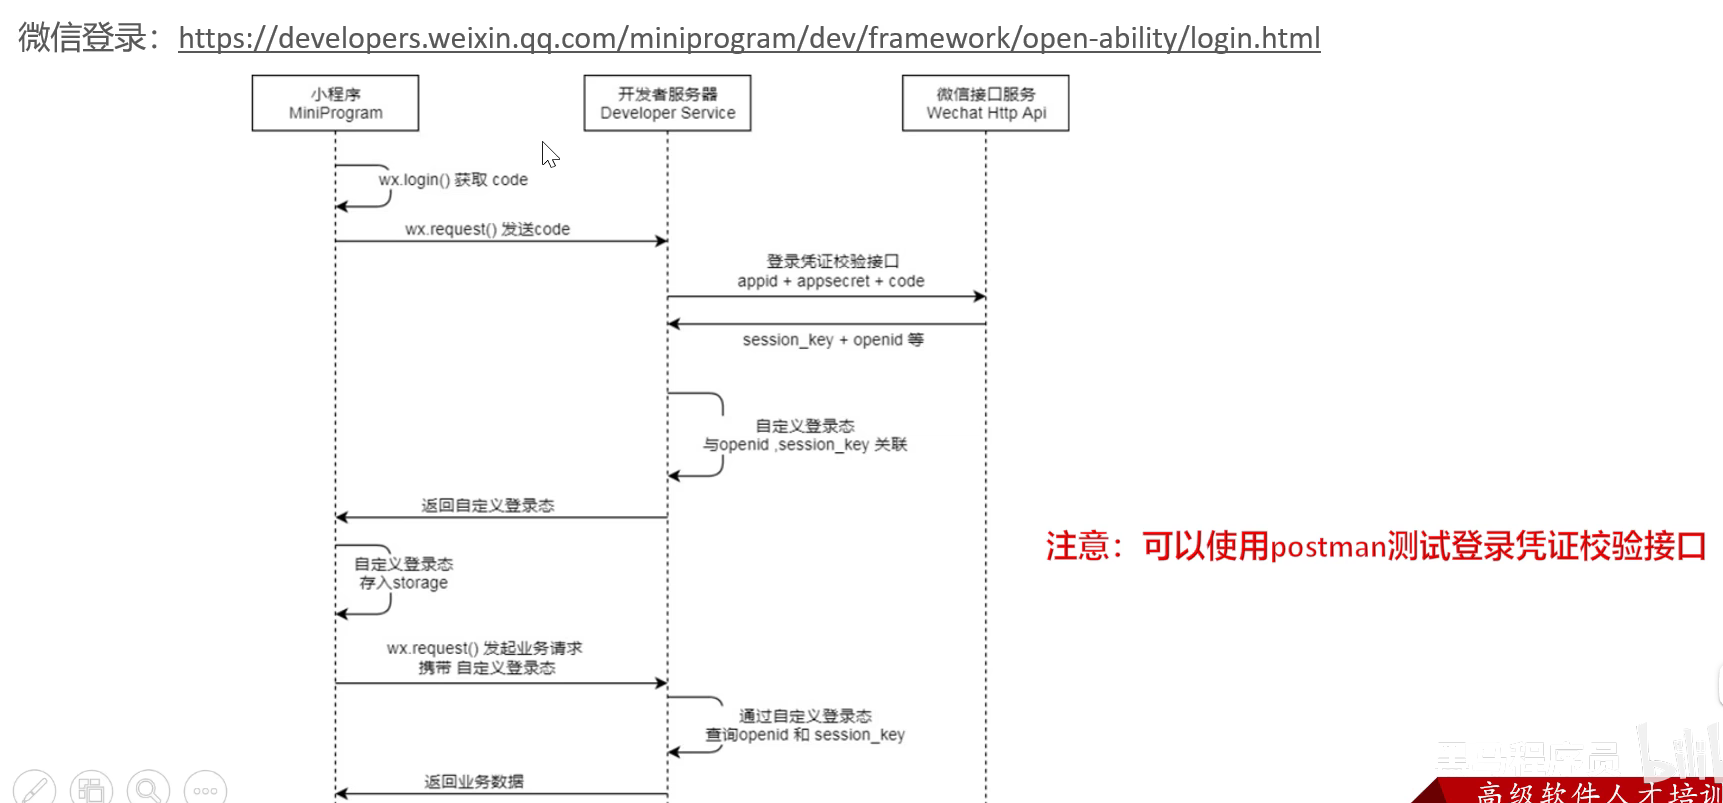 微信登录：https://developers.weixin.qq.com/miniprogram/dev/framework/open-ability/login.html
小程序
MiniProgram
开发者服务器
Developer Service
微信接口服务
Wechat Http Api
wx.login() 获取 code
wx.request() 发送code
登录凭证校验接口
appid + appsecret + code
session_key + openid 等
自定义登录态
与openid ,session_key 关联
返回自定义登录态
自定义登录态
存入storage
注意：可以使用postman测试登录凭证校验接口
wx.request() 发起业务请求
携带 自定义登录态
通过自定义登录态
查询openid 和 session_key
返回业务数据
高级软件人才培训